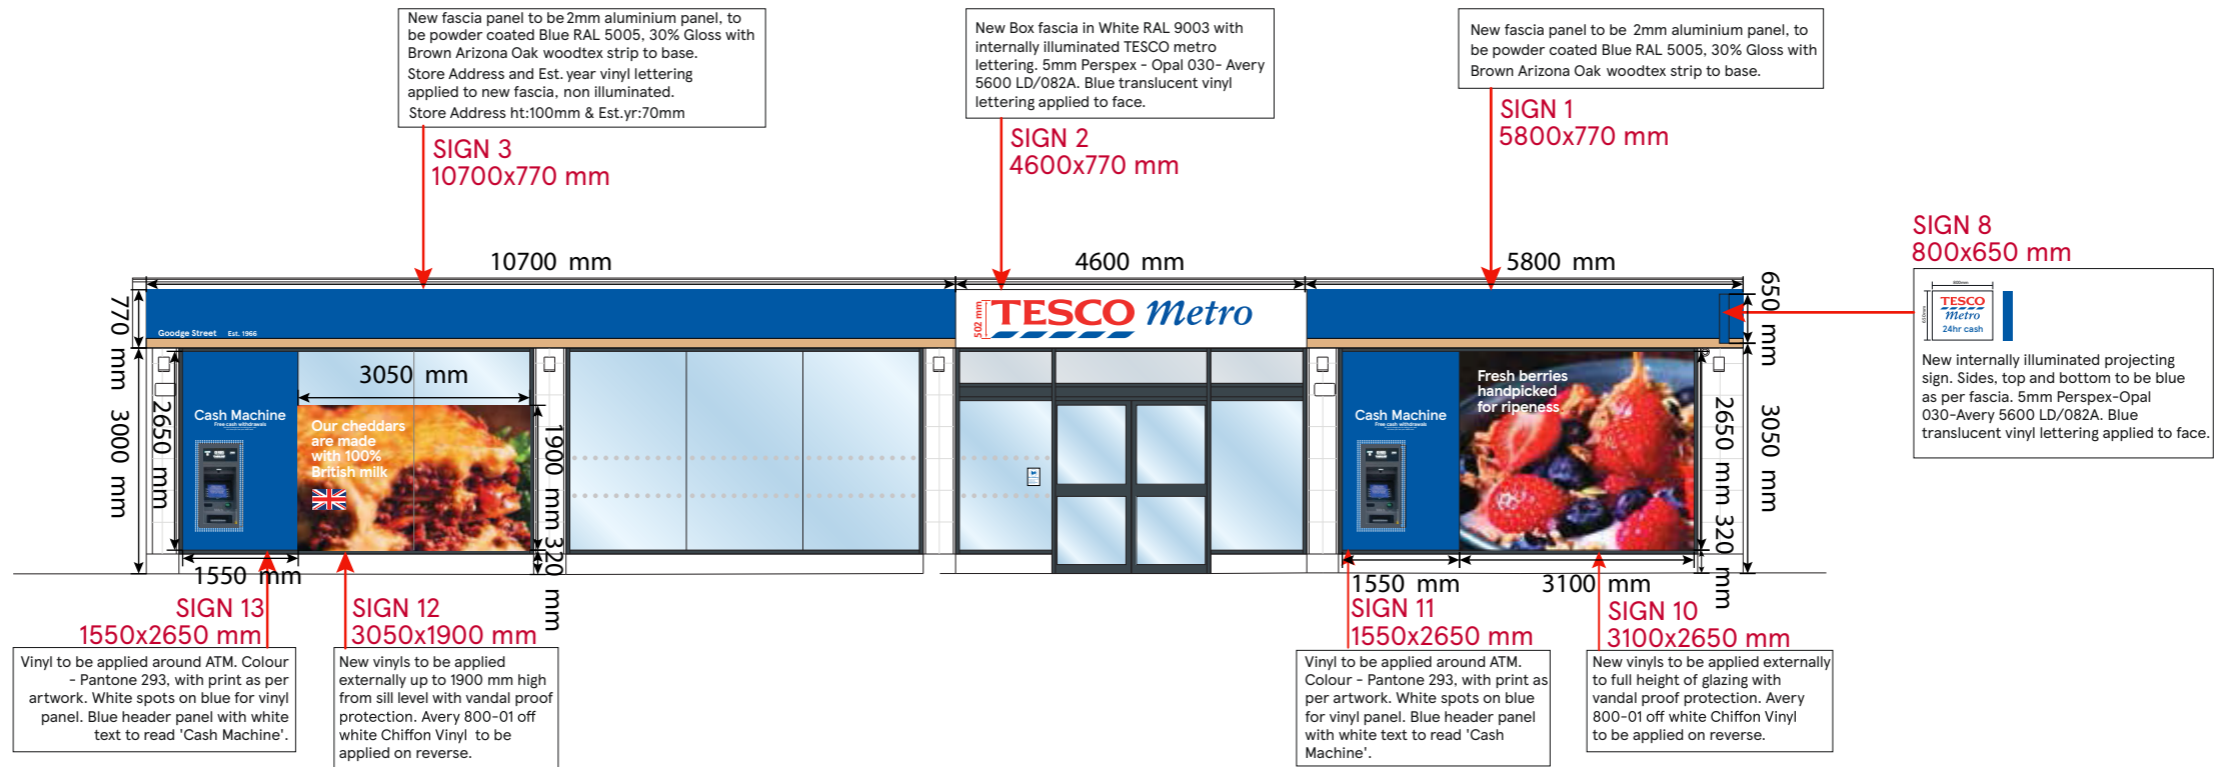 New fascia panel to be 2mm aluminium panel, to
be powder coated Blue RAL 5005, 30% Gloss with
Brown Arizona Oak woodtex strip to base.
Store Address and Est. year vinyl lettering
applied to new fascia, non illuminated.
Store Address ht:100mm & Est.yr:70mm
SIGN 3
10700x770 mm
New Box fascia in White RAL 9003 with
internally illuminated TESCO metro
lettering. 5mm Perspex - Opal 030- Avery
5600 LD/082A. Blue translucent vinyl
lettering applied to face.
SIGN 2
4600x770 mm
New fascia panel to be 2mm aluminium panel, to
be powder coated Blue RAL 5005, 30% Gloss with
Brown Arizona Oak woodtex strip to base.
SIGN 1
5800x770 mm
SIGN 8
800x650 mm
800mm
650mm
TESCO
Metro
24hr cash
New internally illuminated projecting
sign. Sides, top and bottom to be blue
as per fascia. 5mm Perspex-Opal
030-Avery 5600 LD/082A. Blue
translucent vinyl lettering applied to face.
10700 mm
4600 mm
5800 mm
770 mm
650 mm
Goodge Street Est. 1966
502 mm
TESCO Metro
3000 mm
2650 mm
3050 mm
1900 mm
320 mm
Cash Machine
Free cash withdrawals
Our cheddars
are made
with 100%
British milk
Cash Machine
Free cash withdrawals
Fresh berries
handpicked
for ripeness
2650 mm
320 mm
3050 mm
1550 mm
1550 mm
3100 mm
SIGN 13
1550x2650 mm
Vinyl to be applied around ATM. Colour
- Pantone 293, with print as per
artwork. White spots on blue for vinyl
panel. Blue header panel with white
text to read 'Cash Machine'.
SIGN 12
3050x1900 mm
New vinyls to be applied
externally up to 1900 mm high
from sill level with vandal proof
protection. Avery 800-01 off
white Chiffon Vinyl to be
applied on reverse.
SIGN 11
1550x2650 mm
Vinyl to be applied around ATM.
Colour - Pantone 293, with print as
per artwork. White spots on blue
for vinyl panel. Blue header panel
with white text to read 'Cash
Machine'.
SIGN 10
3100x2650 mm
New vinyls to be applied externally
to full height of glazing with
vandal proof protection. Avery
800-01 off white Chiffon Vinyl
to be applied on reverse.